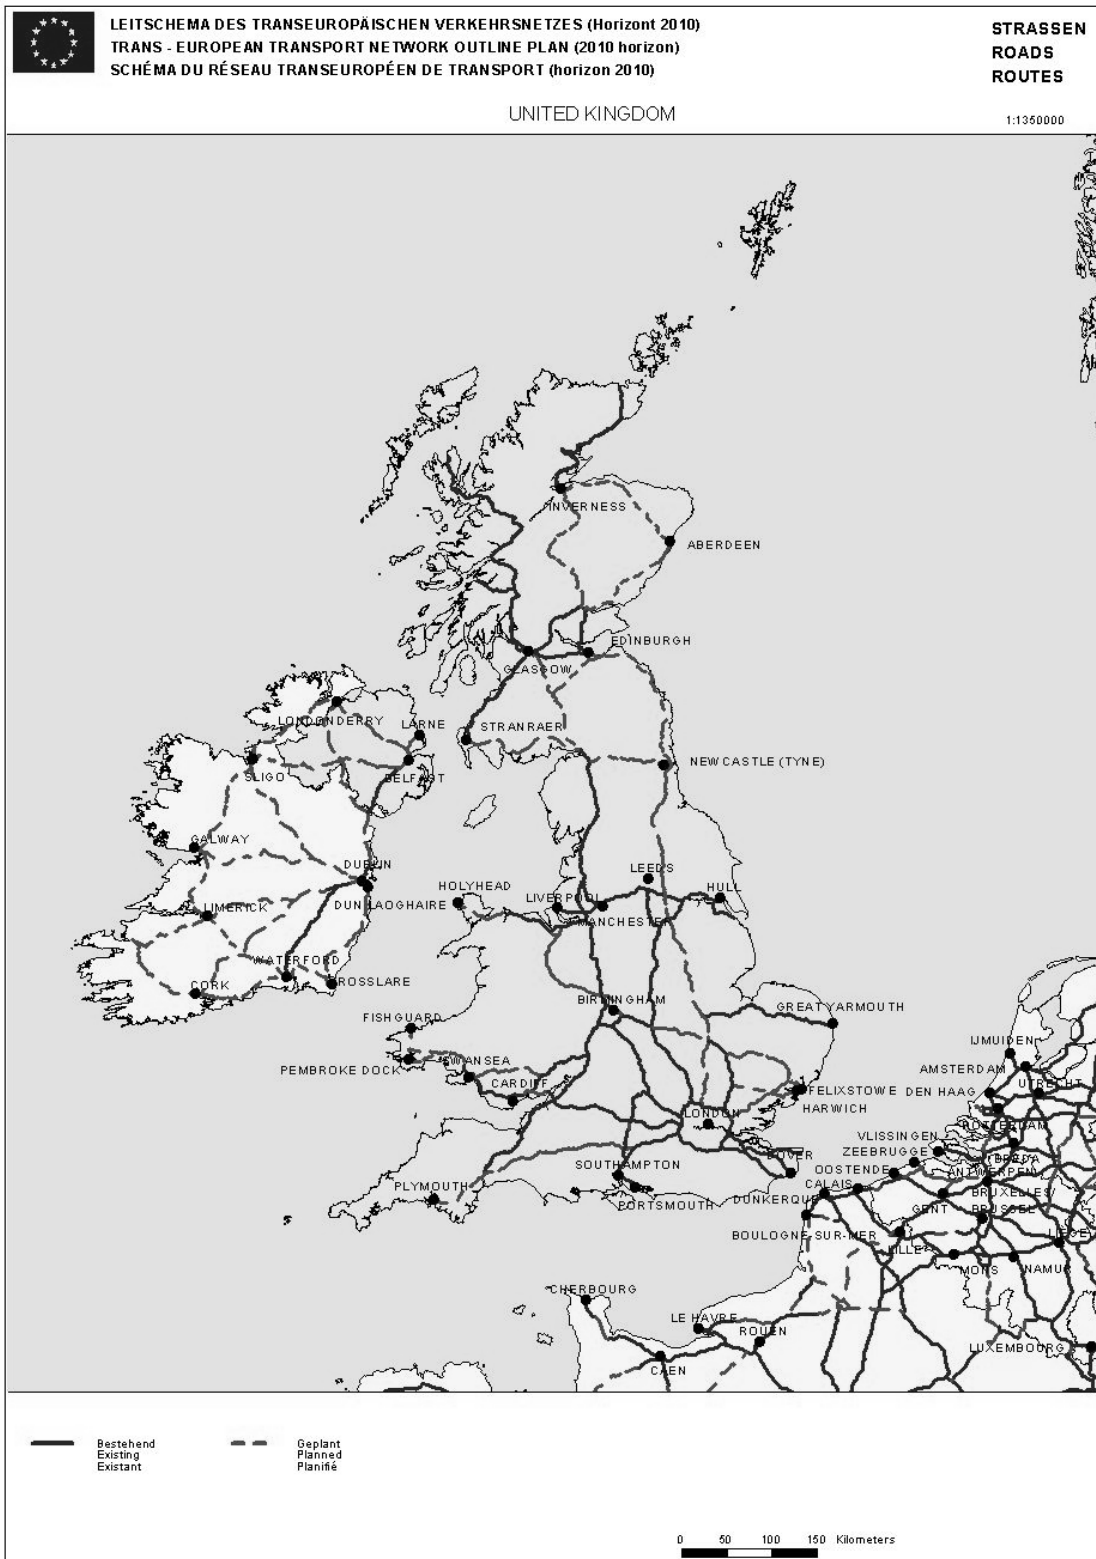 LEITSCHEMA DES TRANSEUROPÄISCHEN VERKEHRSNETZES (Horizont 2010)
TRANS - EUROPEAN TRANSPORT NETWORK OUTLINE PLAN (2010 horizon)
SCHÉMA DU RÉSEAU TRANSEUROPÉEN DE TRANSPORT (horizon 2010)
STRASSEN
ROADS
ROUTES
UNITED KINGDOM
1:1350000
INVERNESS
ABERDEEN
EDINBURGH
GLASGOW
LONDONDERRY
LARNE
STRANRAER
SLIGO
BELFAST
NEWCASTLE (TYNE)
GALWAY
DUBLIN
LEEDS
HOLYHEAD
HULL
LIMERICK
DUN LAOGHAIRE
LIVERPOOL
MANCHESTER
WATERFORD
ROSSLARE
CORK
BIRMINGHAM
GREAT YARMOUTH
FISHGUARD
IJMUIDEN
PEMBROKE DOCK
SWANSEA
AMSTERDAM
CARDIFF
FELIXSTOWE
DEN HAAG
UTRECHT
HARWICH
LONDON
ROTTERDAM
VLISSINGEN
ZEEBRUGGE
BREDA
DOVER
SOUTHAMPTON
OOSTENDE
ANTWERPEN
PLYMOUTH
CALAIS
PORTSMOUTH
DUNKERQUE
BRUXELLES/
GENT
BRUSSEL
BOULOGNE-SUR-MER
LILLE
LIEGE
MONS
NAMUR
CHERBOURG
LE HAVRE
ROUEN
LUXEMBOURG
CAEN
Bestehend
Existing
Existant
Geplant
Planned
Planifié
0 50 100 150 Kilometers